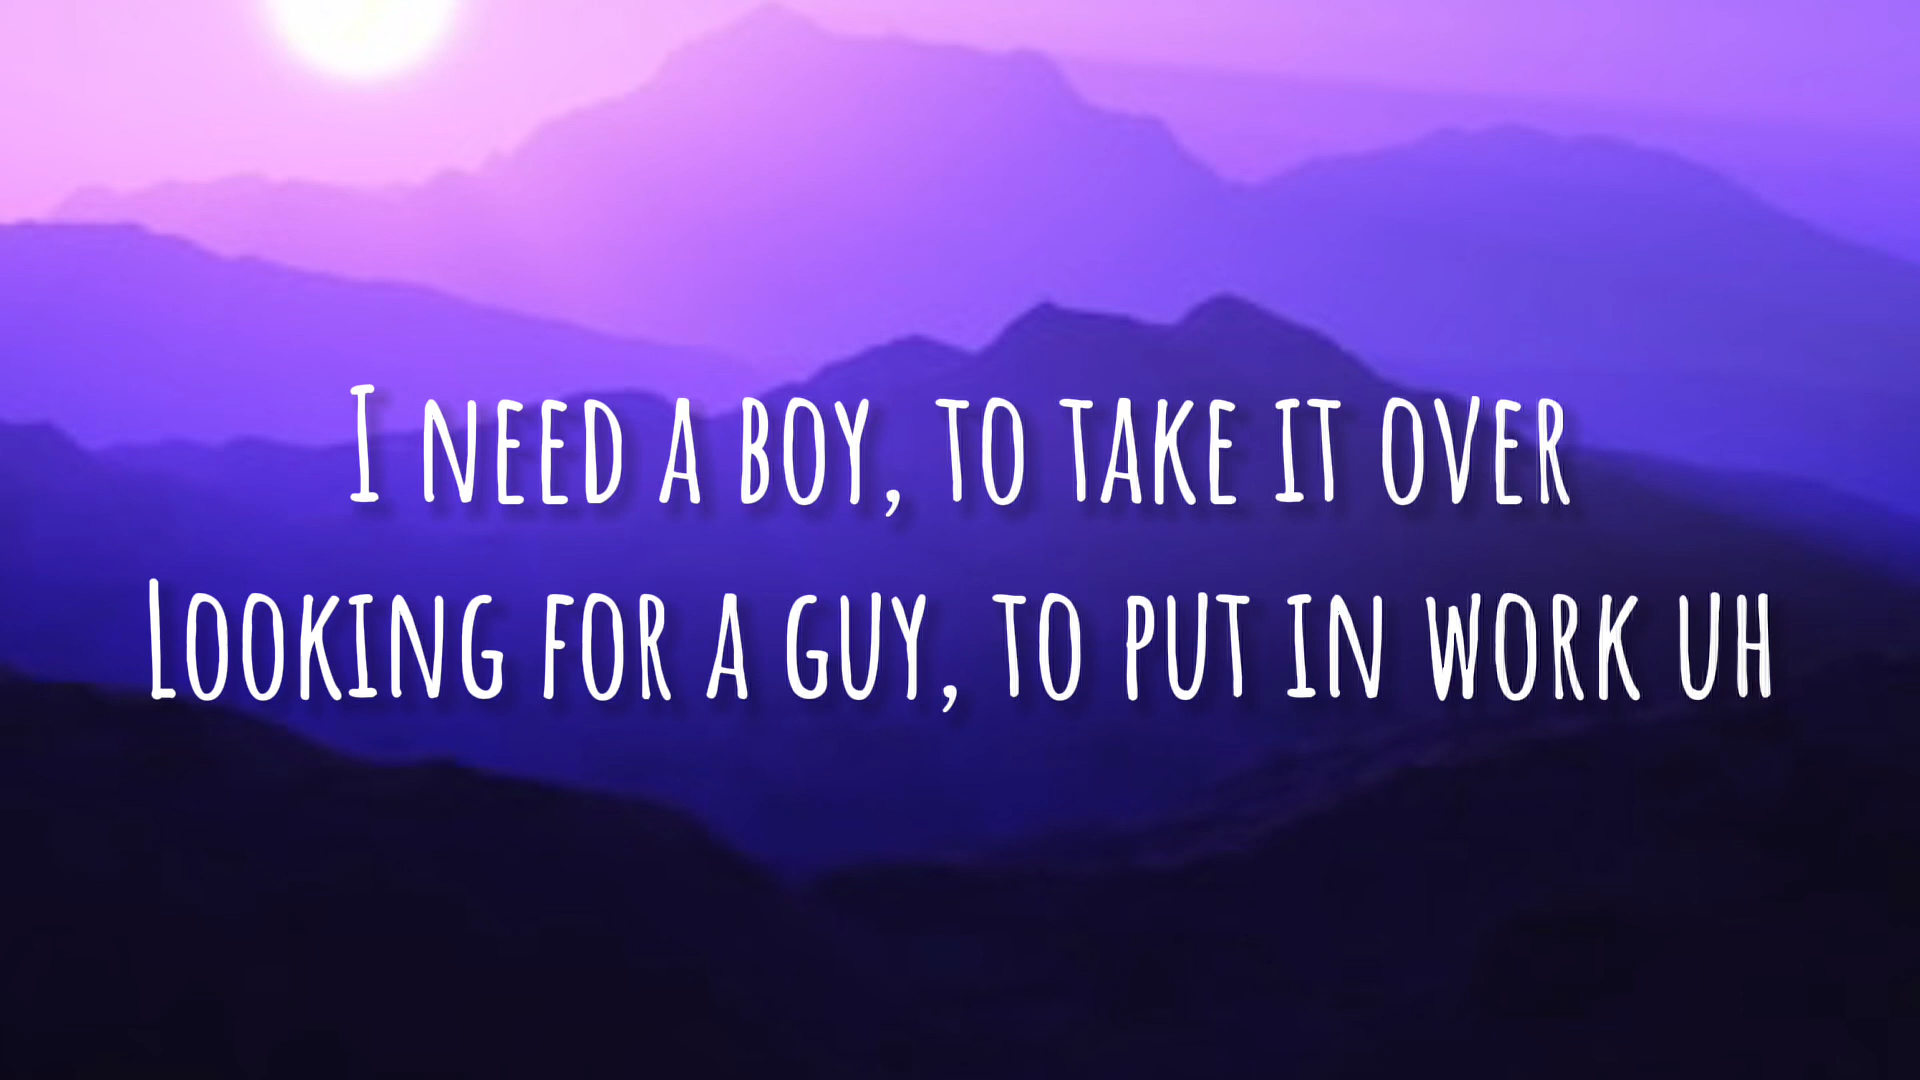 I NEED A BOY, TO TAKE IT OVER
LOOKING FOR A GUY, TO PUT IN WORK UH